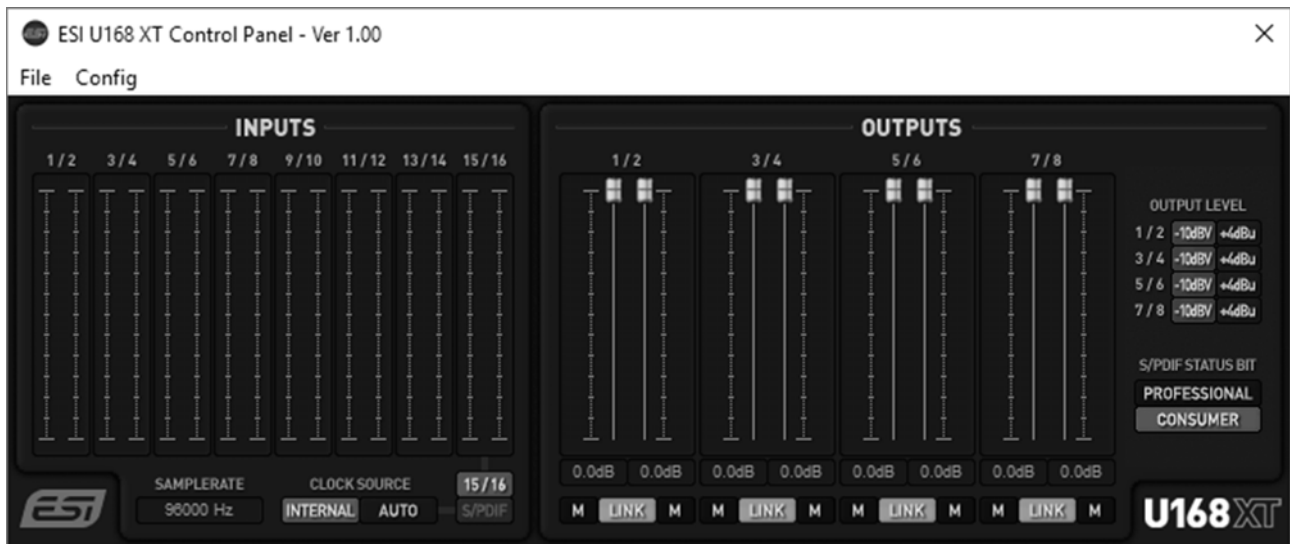 ESI U168 XT Control Panel - Ver 1.00
File Config
INPUTS
1/2 3/4 5/6 7/8 9/10 11/12 13/14 15/16
SAMPLERATE
96000 Hz
CLOCK SOURCE
INTERNAL AUTO
15/16
S/PDIF
ESI
OUTPUTS
1/2 3/4 5/6 7/8
0.0dB 0.0dB 0.0dB 0.0dB 0.0dB 0.0dB 0.0dB 0.0dB
M LINK M M LINK M M LINK M M LINK M
OUTPUT LEVEL
1/2 -10dBV +4dBu
3/4 -10dBV +4dBu
5/6 -10dBV +4dBu
7/8 -10dBV +4dBu
S/PDIF STATUS BIT
PROFESSIONAL
CONSUMER
U168XT